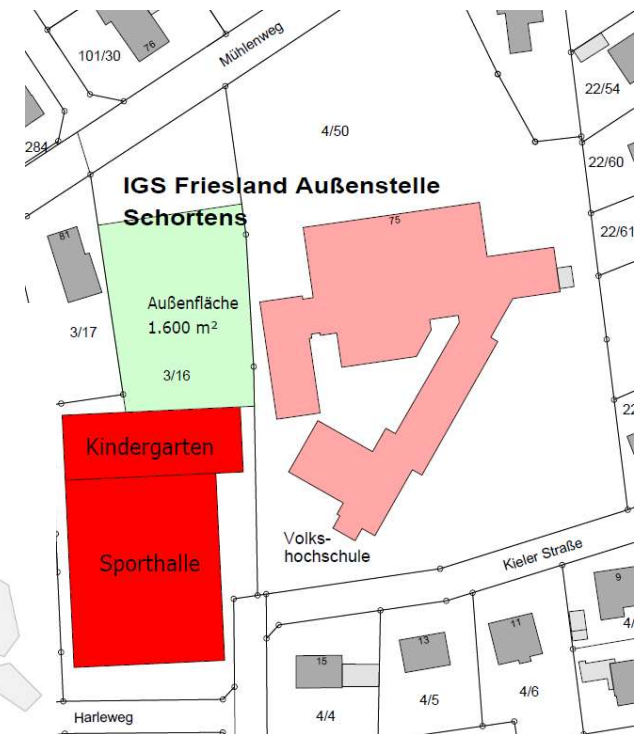 76
101/30
Mühlenweg
22/54
284
4/50
22/60
IGS Friesland Außenstelle
Schortens
75
22/61
81
Außenfläche
1.600 m²
3/17
3/16
22
Kindergarten
Sporthalle
Volks-
hochschule
Kieler Straße
9
4/
15
13
11
4/4
4/5
4/6
Harleweg